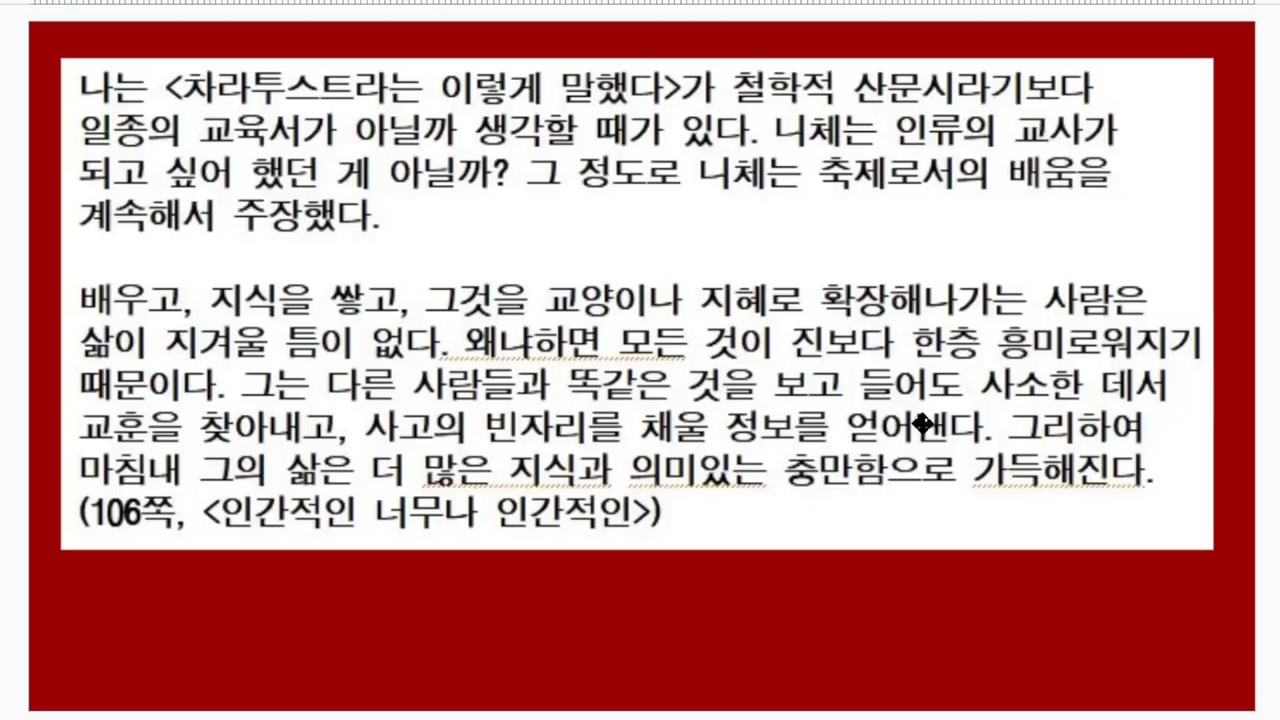 나는 <차라투스트라는 이렇게 말했다>가 철학적 산문시라기보다
일종의 교육서가 아닐까 생각할 때가 있다. 니체는 인류의 교사가
되고 싶어 했던 게 아닐까? 그 정도로 니체는 축제로서의 배움을
계속해서 주장했다.
배우고, 지식을 쌓고, 그것을 교양이나 지혜로 확장해나가는 사람은
삶이 지겨울 틈이 없다. 왜냐하면 모든 것이 진보다 한층 흥미로워지기
때문이다. 그는 다른 사람들과 똑같은 것을 보고 들어도 사소한 데서
교훈을 찾아내고, 사고의 빈자리를 채울 정보를 얻어낸다. 그리하여
마침내 그의 삶은 더 많은 지식과 의미있는 충만함으로 가득해진다.
(106쪽, <인간적인 너무나 인간적인>)